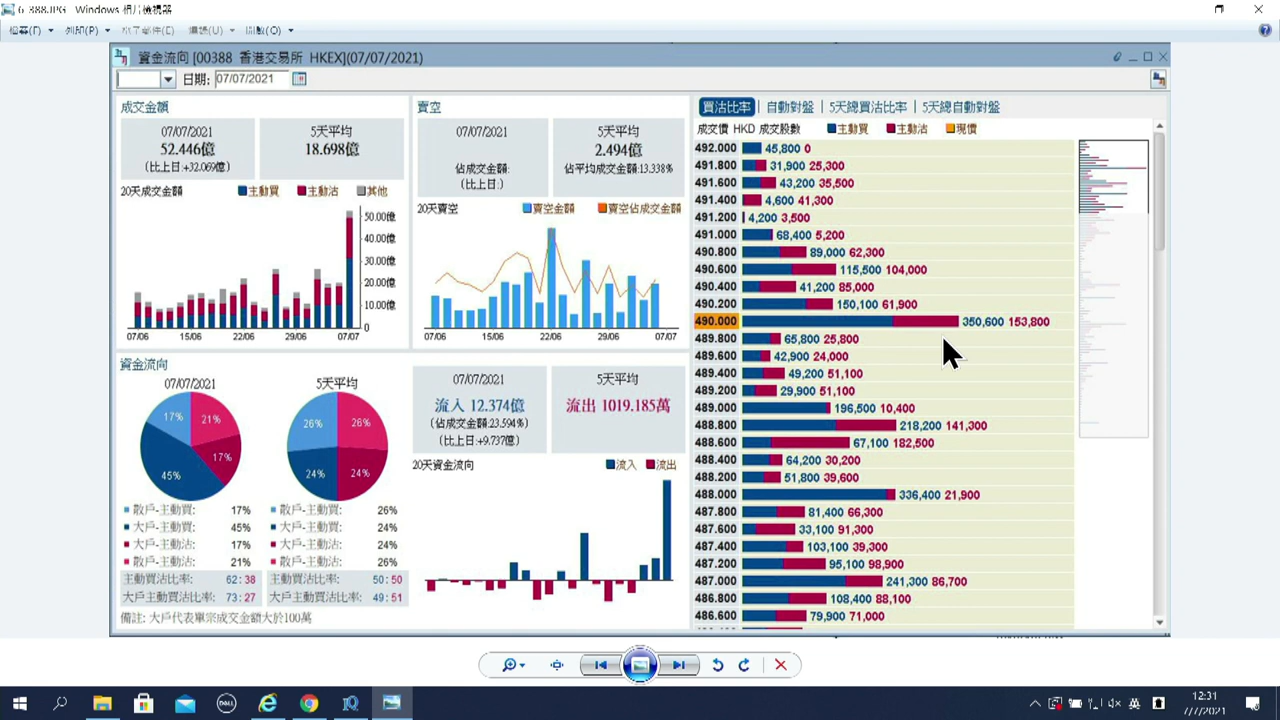 6_388.JPG - Windows 相片檢視器
檔案(F) 列印(P) 電子郵件(E) 燒錄(U) 開啟(O)
資金流向 [00388 香港交易所 HKEX](07/07/2021)
日期: 07/07/2021
成交金額
07/07/2021
52.446億
(比上日:+32.069億)
5天平均
18.698億
20天成交金額 主動買 主動沽 其他
50.00億
40.00億
30.00億
20.00億
10.00億
0
07/06 15/06 22/06 29/06 07/07
賣空
07/07/2021
佔成交金額:
(比上日:)
5天平均
2.494億
佔平均成交金額:13.338%
20天賣空 賣空金額 賣空佔成交金額
07/06 15/06 22/06 29/06 07/07
資金流向
07/07/2021
17% 21%
45% 17%
散戶-主動買: 17%
大戶-主動買: 45%
大戶-主動沽: 17%
散戶-主動沽: 21%
主動買沽比率: 62:38
大戶主動買沽比率: 73:27
5天平均
26% 26%
24% 24%
散戶-主動買: 26%
大戶-主動買: 24%
大戶-主動沽: 24%
散戶-主動沽: 26%
主動買沽比率: 50:50
大戶主動買沽比率: 49:51
備註: 大戶代表單宗成交金額大於100萬
07/07/2021
流入 12.374億
(佔成交金額:23.594%)
(比上日:+9.737億)
5天平均
流出 1019.185萬
20天資金流向 流入 流出
買沽比率 自動對盤 5天總買沽比率 5天總自動對盤
成交價 HKD 成交股數 主動買 主動沽 現價
492.000 45,800 0
491.800 31,900 25,300
491.600 43,200 35,500
491.400 4,600 41,300
491.200 4,200 3,500
491.000 68,400 5,200
490.800 89,000 62,300
490.600 115,500 104,000
490.400 41,200 85,000
490.200 150,100 61,900
490.000 350,600 153,800
489.800 65,800 25,800
489.600 42,900 24,000
489.400 49,200 51,100
489.200 29,900 51,100
489.000 196,500 10,400
488.800 218,200 141,300
488.600 67,100 182,500
488.400 64,200 30,200
488.200 51,800 39,600
488.000 336,400 21,900
487.800 81,400 66,300
487.600 33,100 91,300
487.400 103,100 39,300
487.200 95,100 98,900
487.000 241,300 86,700
486.800 108,400 88,100
486.600 79,900 71,000
DELL
英
12:31
7/7/2021